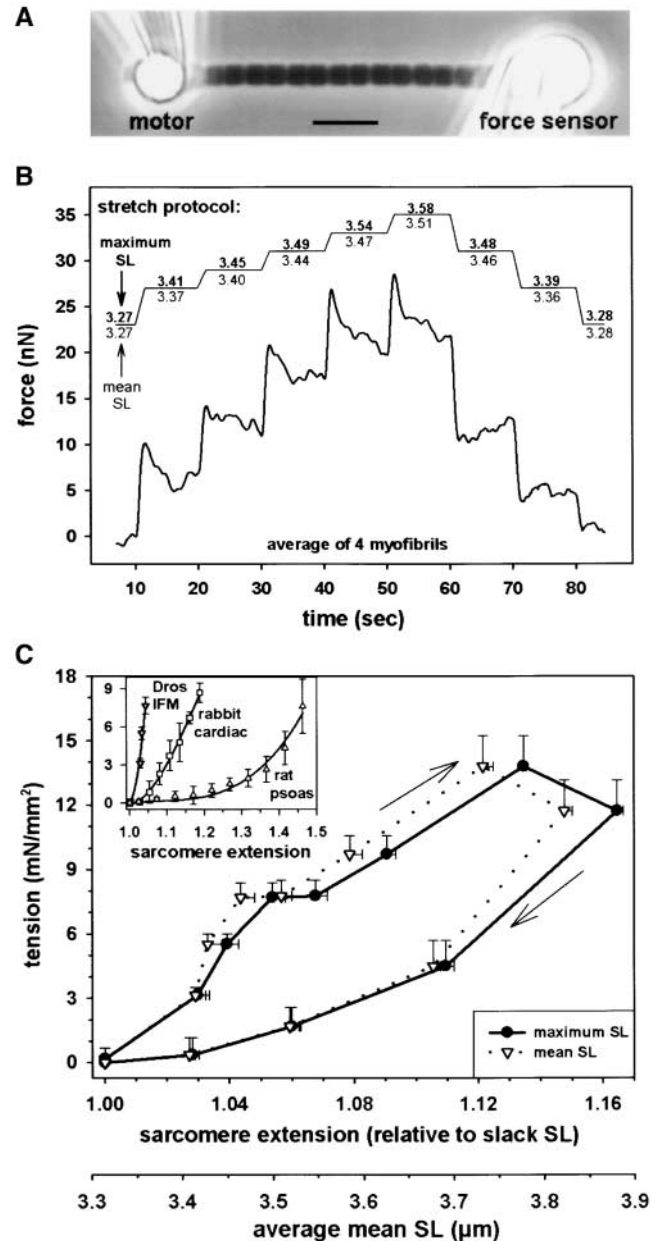 A
motor
force sensor
B
stretch protocol:
maximum
SL
3.27
3.27
mean
SL
3.41
3.37
3.45
3.40
3.49
3.44
3.54
3.47
3.58
3.51
3.48
3.46
3.39
3.36
3.28
3.28
35
30
25
20
15
10
5
0
force (nN)
average of 4 myofibrils
10 20 30 40 50 60 70 80
time (sec)
C
18
15
12
9
6
3
0
tension (mN/mm²)
9
6
3
0
Dros
IFM
rabbit
cardiac
rat
psoas
1.0 1.1 1.2 1.3 1.4 1.5
sarcomere extension
maximum SL
mean SL
1.00 1.04 1.08 1.12 1.16
sarcomere extension (relative to slack SL)
3.3 3.4 3.5 3.6 3.7 3.8 3.9
average mean SL (µm)